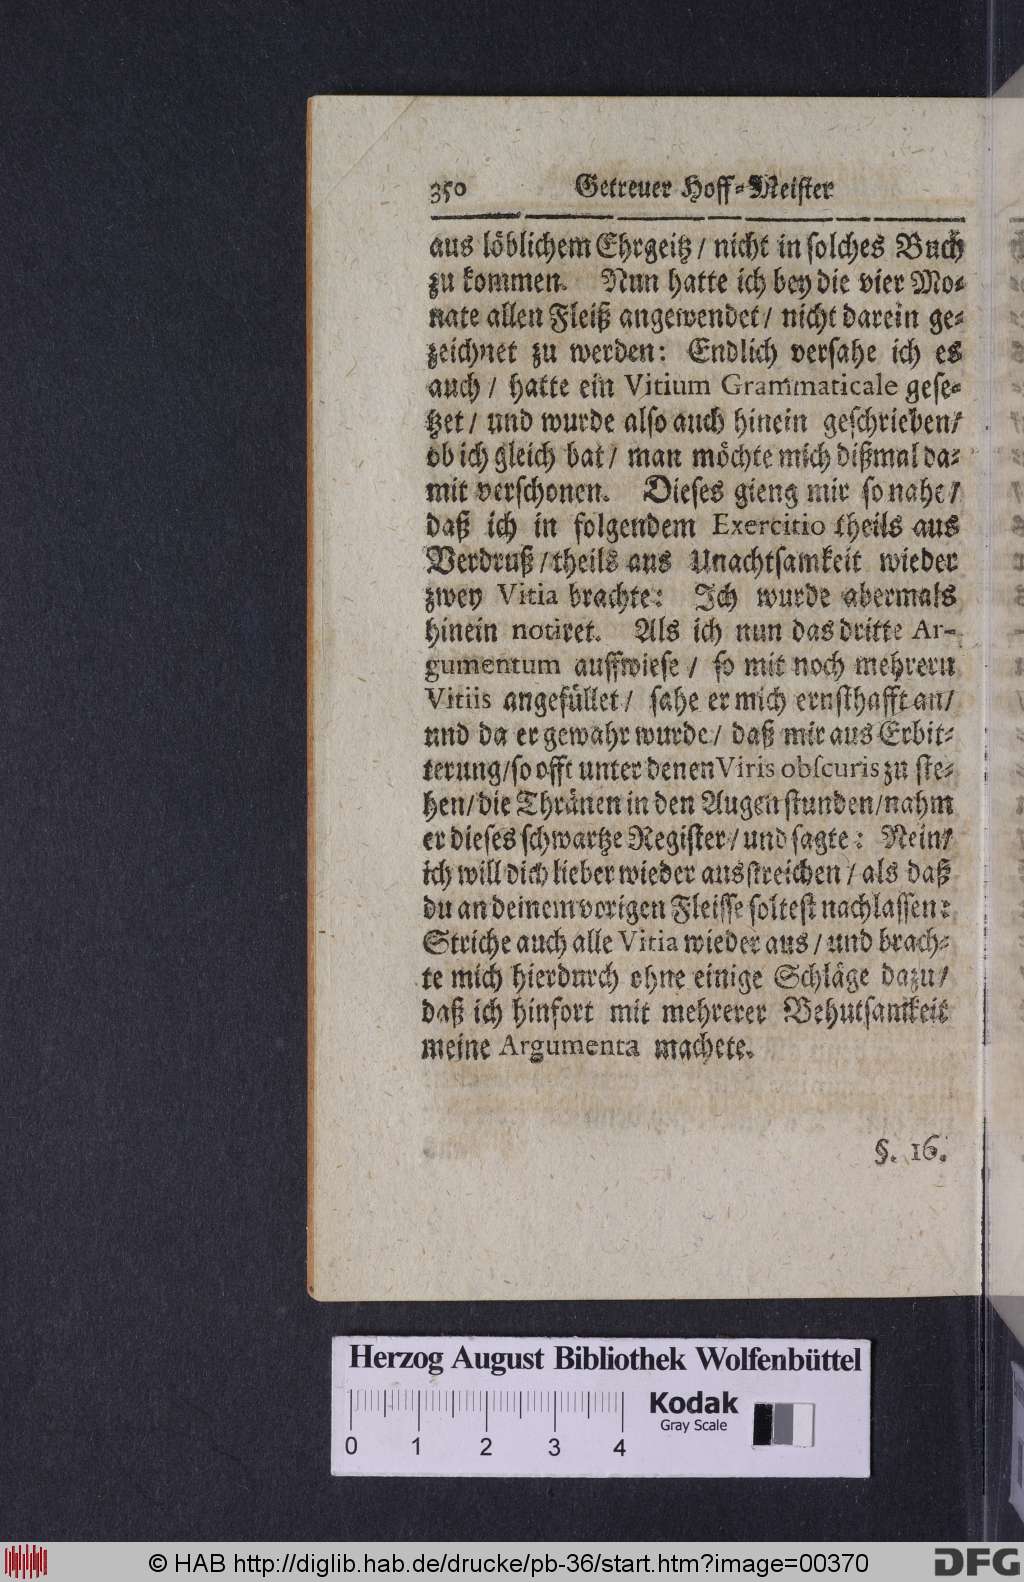 350 Getreuer Hoff-Meister
aus löblichem Ehrgeitz / nicht in solches Buch
zu kommen. Nun hatte ich bey die vier Mo-
nate allen Fleiß angewendet / nicht darein ge-
zeichnet zu werden: Endlich versahe ich es
auch / hatte ein Vitium Grammaticale gese-
tzet / und wurde also auch hinein geschrieben /
ob ich gleich bat / man möchte mich dißmal da-
mit verschonen. Dieses gieng mir so nahe /
daß ich in folgendem Exercitio theils aus
Verdruß / theils aus Unachtsamkeit wieder
zwey Vitia brachte: Ich wurde abermals
hinein notiret. Als ich nun das dritte Ar-
gumentum auffwiese / so mit noch mehrern
Vitiis angefüllet / sahe er mich ernsthafft an /
und da er gewahr wurde / daß mir aus Erbit-
terung / so offt unter denen Viris obscuris zu ste-
hen / die Thränen in den Augen stunden / nahm
er dieses schwartze Register / und sagte: Nein /
ich will dich lieber wieder ausstreichen / als daß
du an deinem vorigen Fleisse soltest nachlassen:
Striche auch alle Vitia wieder aus / und brach-
te mich hierdurch ohne einige Schläge dazu /
daß ich hinfort mit mehrerer Behutsamkeit
meine Argumenta machete.
§. 16.
Herzog August Bibliothek Wolfenbüttel
Kodak
Gray Scale
0 1 2 3 4
© HAB http://diglib.hab.de/drucke/pb-36/start.htm?image=00370
DFG